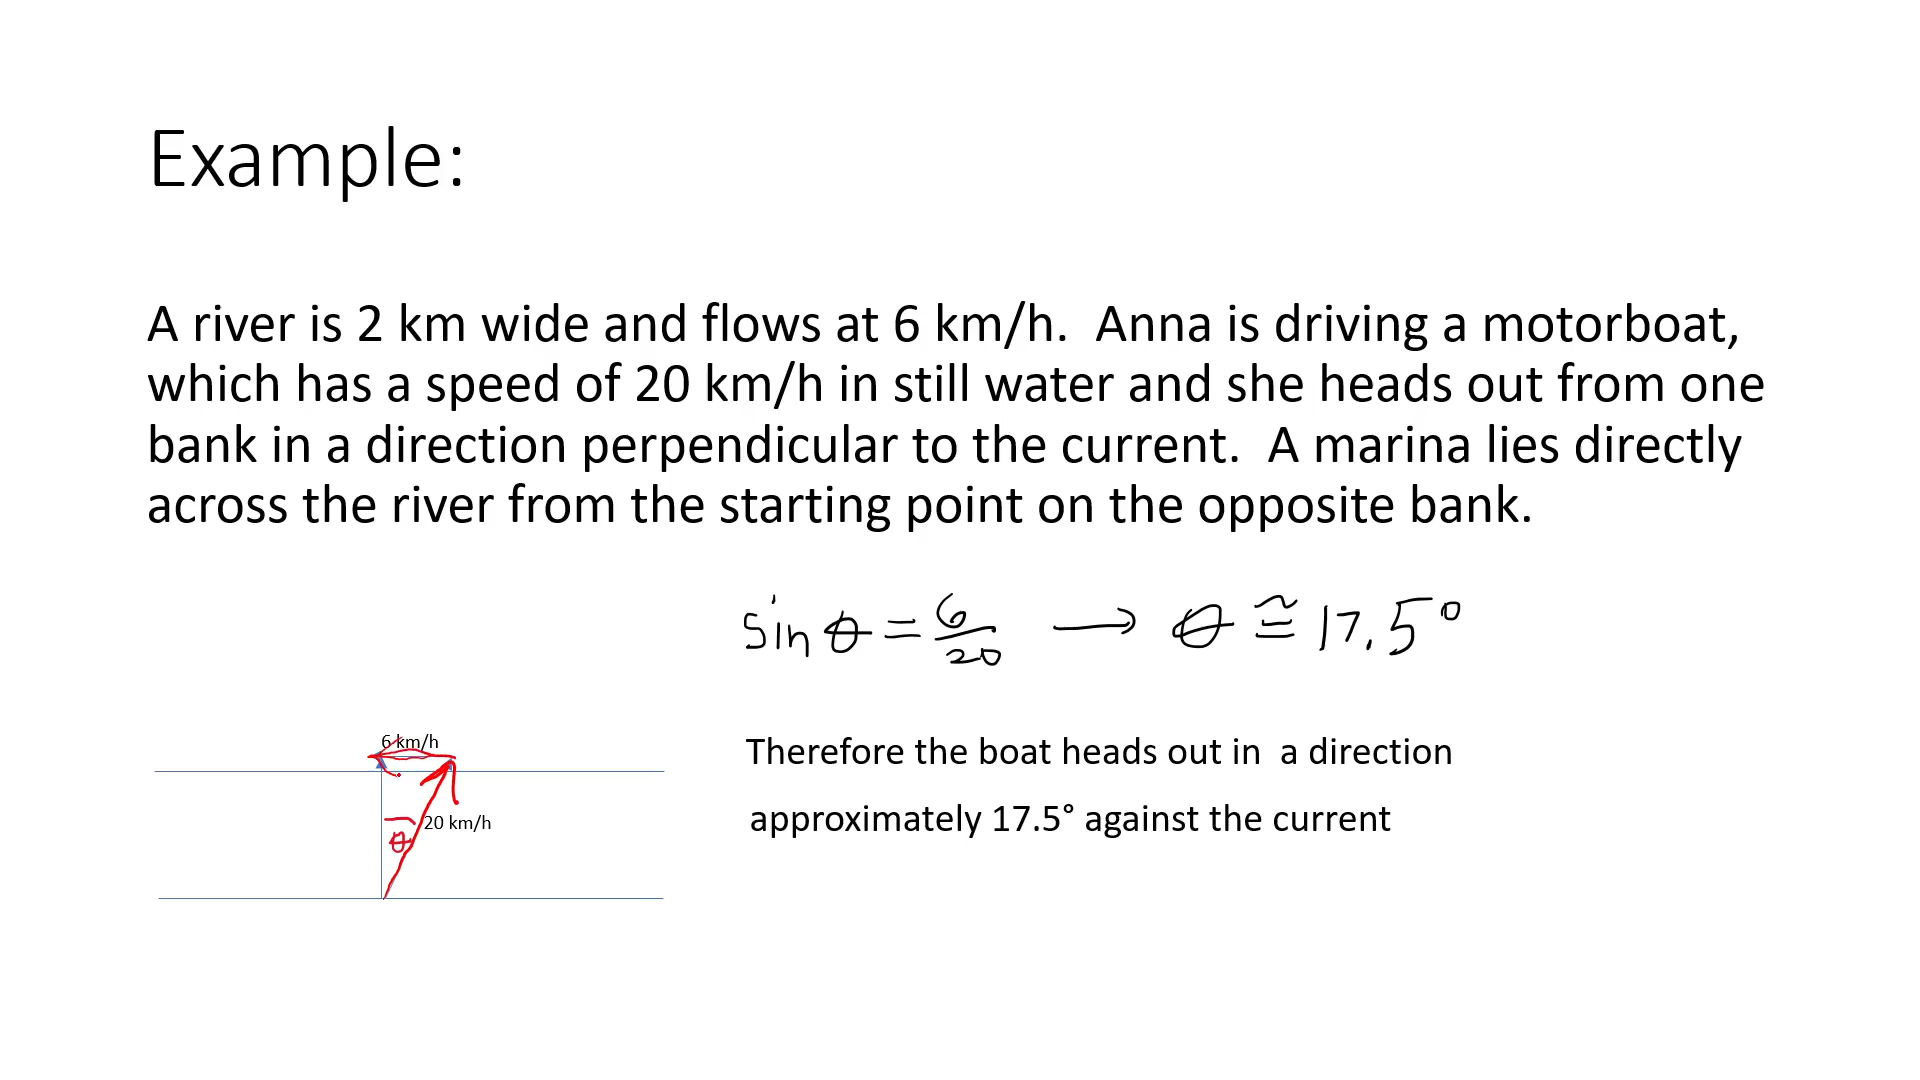 Example:
A river is 2 km wide and flows at 6 km/h. Anna is driving a motorboat,
which has a speed of 20 km/h in still water and she heads out from one
bank in a direction perpendicular to the current. A marina lies directly
across the river from the starting point on the opposite bank.
sin θ = 6/20 → θ ≅ 17.5°
6 km/h
Therefore the boat heads out in a direction
approximately 17.5° against the current
20 km/h
θ